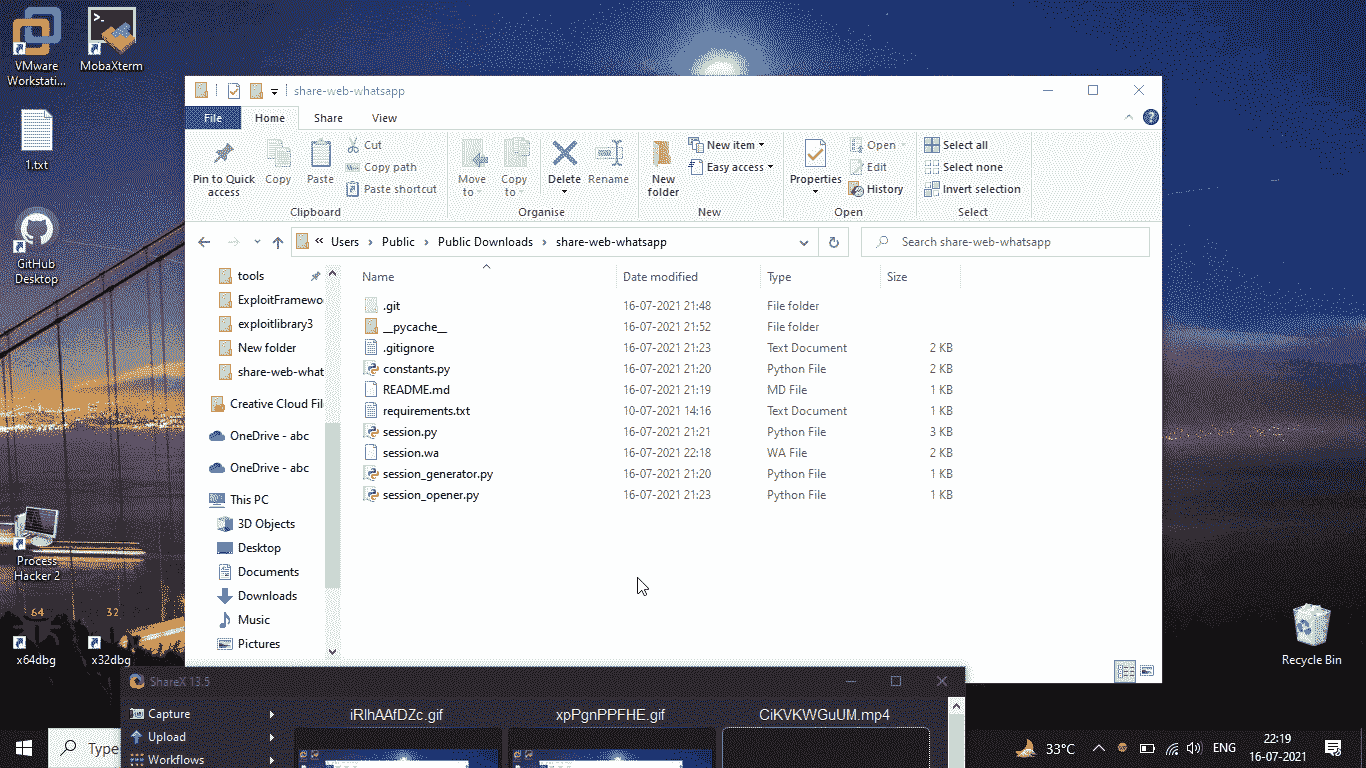 VMware
Workstati...
MobaXterm
1.txt
GitHub
Desktop
Process
Hacker 2
64
32
x64dbg
x32dbg
share-web-whatsapp
File
Home
Share
View
Pin to Quick
access
Copy
Paste
Cut
Copy path
Paste shortcut
Clipboard
Move
to
Copy
to
Delete
Rename
Organise
New
folder
New item
Easy access
New
Properties
Open
Edit
History
Open
Select all
Select none
Invert selection
Select
« Users › Public › Public Downloads › share-web-whatsapp
Search share-web-whatsapp
tools
ExploitFramewo
exploitlibrary3
New folder
share-web-what
Creative Cloud Fil
OneDrive - abc
OneDrive - abc
This PC
3D Objects
Desktop
Documents
Downloads
Music
Pictures
Name Date modified Type Size
.git 16-07-2021 21:48 File folder
__pycache__ 16-07-2021 21:52 File folder
.gitignore 16-07-2021 21:23 Text Document 2 KB
constants.py 16-07-2021 21:20 Python File 2 KB
README.md 16-07-2021 21:19 MD File 1 KB
requirements.txt 10-07-2021 14:16 Text Document 1 KB
session.py 16-07-2021 21:21 Python File 3 KB
session.wa 16-07-2021 22:18 WA File 2 KB
session_generator.py 16-07-2021 21:20 Python File 1 KB
session_opener.py 16-07-2021 21:23 Python File 1 KB
Recycle Bin
ShareX 13.5
Capture
Upload
Workflows
iRlhAAfDZc.gif
xpPgnPPFHE.gif
CiKVKWGuUM.mp4
Type
33°C
ENG
22:19
16-07-2021